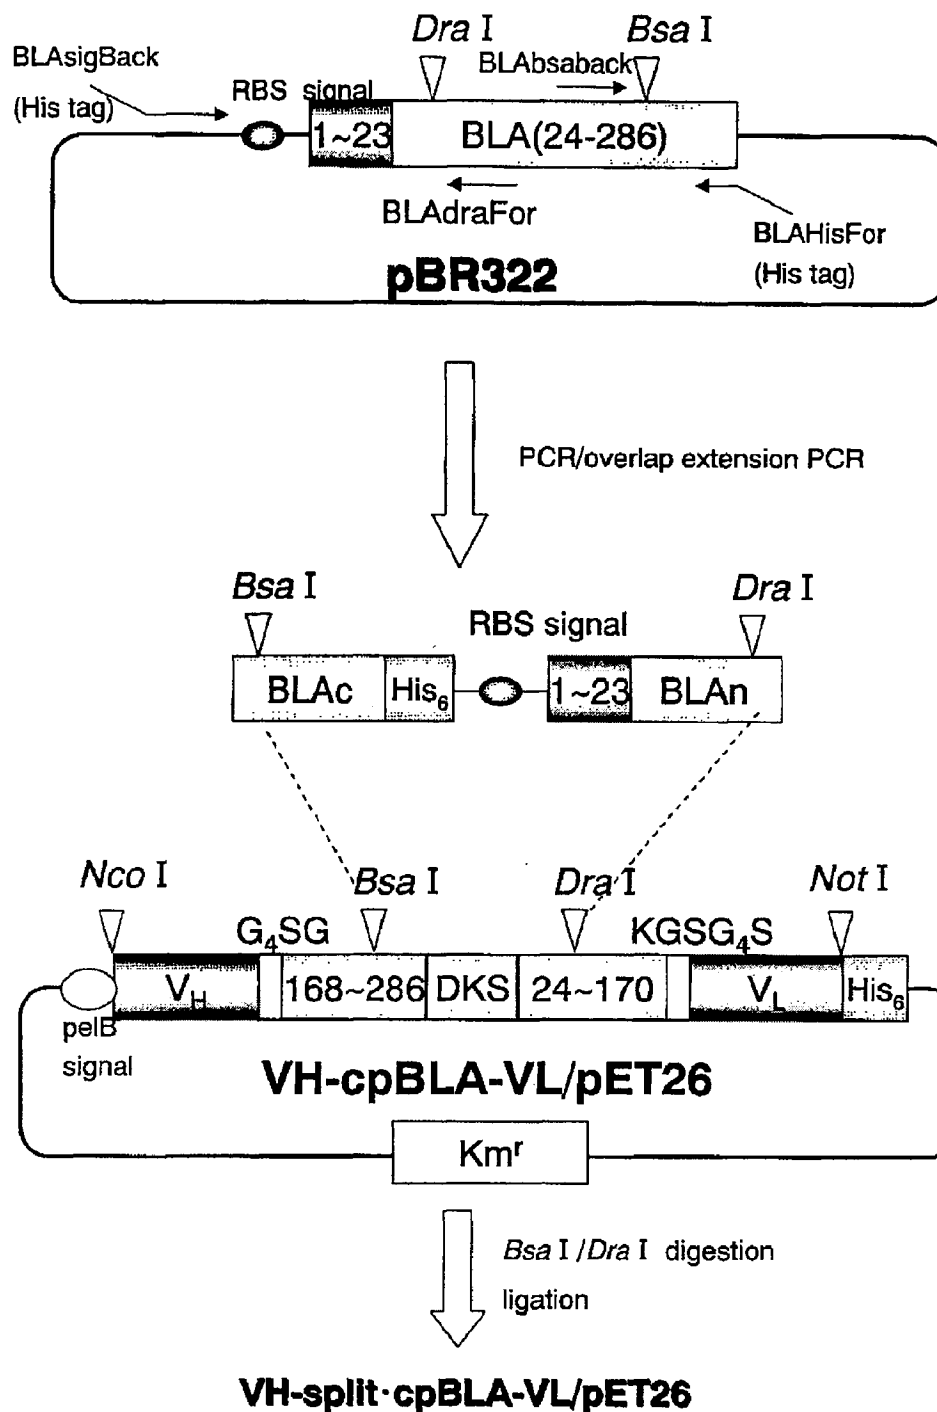 Dra I
Bsa I
BLAsigBack
(His tag)
BLAbsaback
RBS signal
1~23
BLA(24-286)
BLAdraFor
BLAHisFor
(His tag)
pBR322
PCR/overlap extension PCR
Bsa I
Dra I
RBS signal
BLAc
His₆
1~23
BLAn
Nco I
Bsa I
Dra I
Not I
G₄SG
KGSG₄S
V_H
168~286
DKS
24~170
V_L
His₆
pelB
signal
VH-cpBLA-VL/pET26
Kmʳ
Bsa I /Dra I digestion
ligation
VH-split·cpBLA-VL/pET26